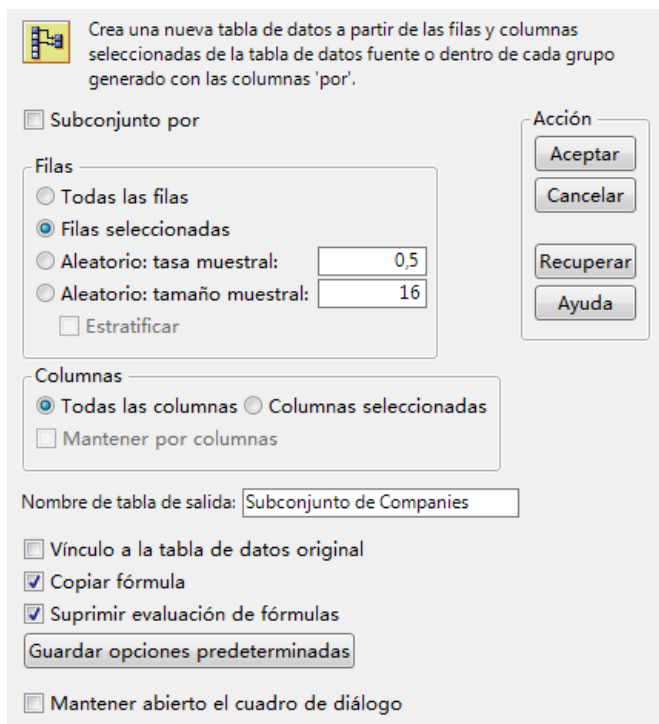 Crea una nueva tabla de datos a partir de las filas y columnas
seleccionadas de la tabla de datos fuente o dentro de cada grupo
generado con las columnas 'por'.
Subconjunto por
Acción
Aceptar
Cancelar
Recuperar
Ayuda
Filas
Todas las filas
Filas seleccionadas
Aleatorio: tasa muestral: 0,5
Aleatorio: tamaño muestral: 16
Estratificar
Columnas
Todas las columnas Columnas seleccionadas
Mantener por columnas
Nombre de tabla de salida: Subconjunto de Companies
Vínculo a la tabla de datos original
Copiar fórmula
Suprimir evaluación de fórmulas
Guardar opciones predeterminadas
Mantener abierto el cuadro de diálogo